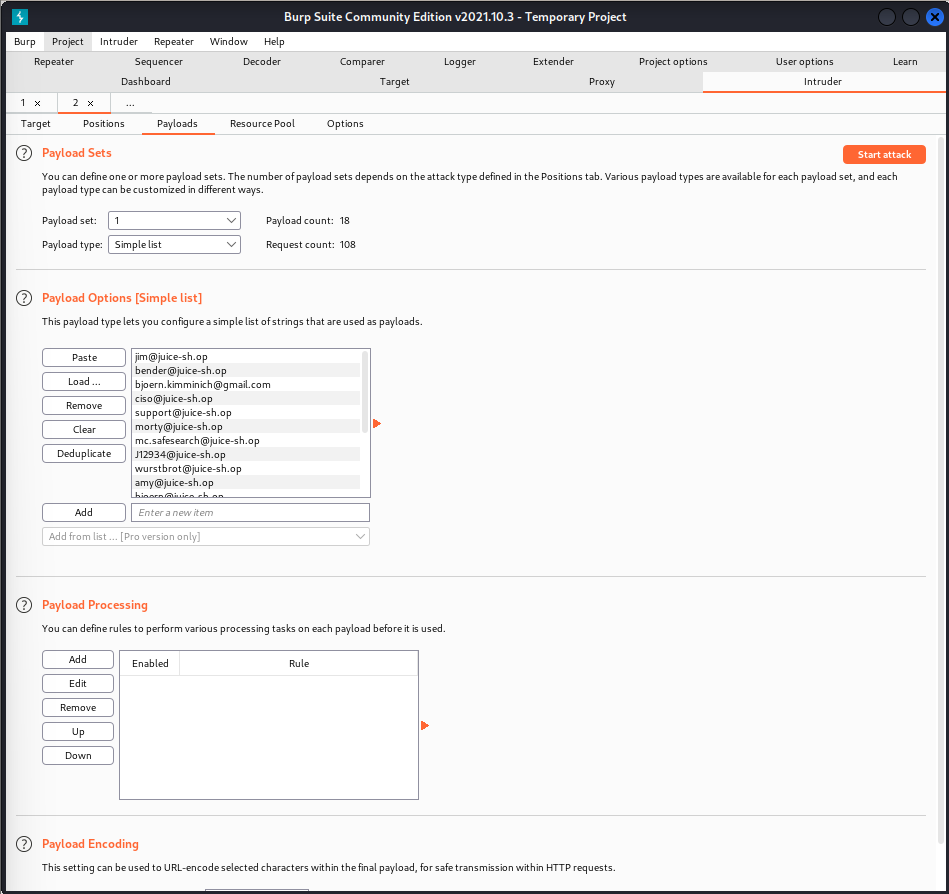 Burp Suite Community Edition v2021.10.3 - Temporary Project
Burp Project Intruder Repeater Window Help
Repeater Sequencer Decoder Comparer Logger Extender Project options User options Learn
Dashboard Target Proxy Intruder
1 × 2 × ...
Target Positions Payloads Resource Pool Options
? Payload Sets Start attack
You can define one or more payload sets. The number of payload sets depends on the attack type defined in the Positions tab. Various payload types are available for each payload set, and each
payload type can be customized in different ways.
Payload set: 1 Payload count: 18
Payload type: Simple list Request count: 108
? Payload Options [Simple list]
This payload type lets you configure a simple list of strings that are used as payloads.
Paste
Load ...
Remove
Clear
Deduplicate
jim@juice-sh.op
bender@juice-sh.op
bjoern.kimminich@gmail.com
ciso@juice-sh.op
support@juice-sh.op
morty@juice-sh.op
mc.safesearch@juice-sh.op
J12934@juice-sh.op
wurstbrot@juice-sh.op
amy@juice-sh.op
bjoern@juice-sh.op
Add Enter a new item
Add from list ... [Pro version only]
? Payload Processing
You can define rules to perform various processing tasks on each payload before it is used.
Add
Edit
Remove
Up
Down
Enabled Rule
? Payload Encoding
This setting can be used to URL-encode selected characters within the final payload, for safe transmission within HTTP requests.